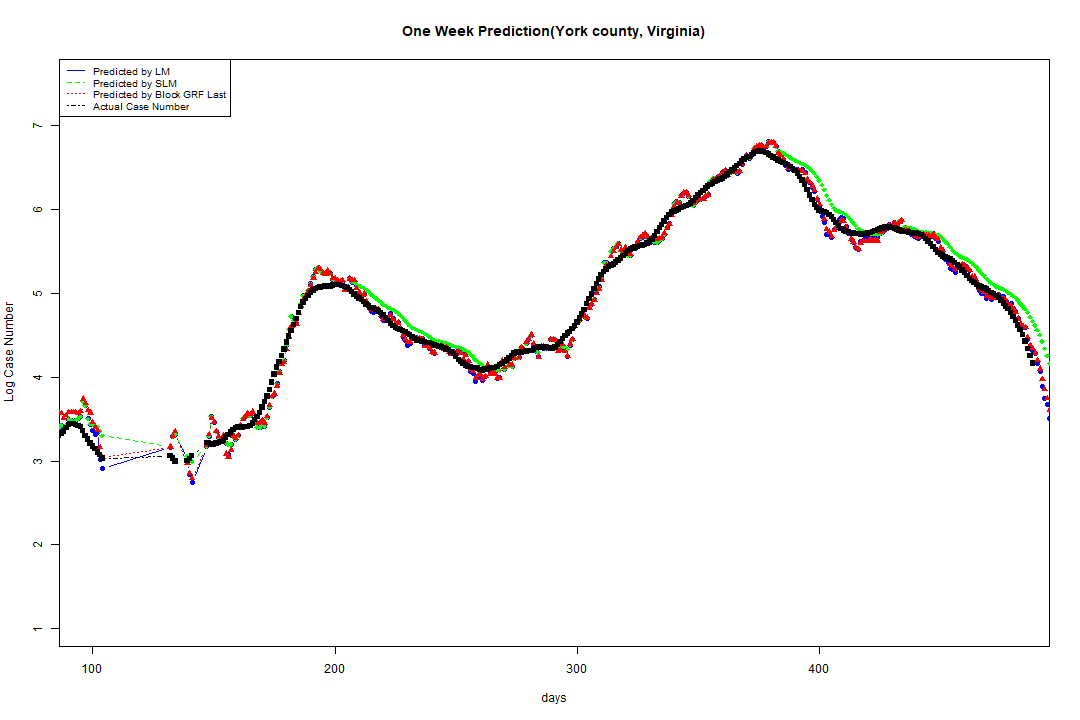 One Week Prediction(York county, Virginia)
Predicted by LM
Predicted by SLM
Predicted by Block GRF Last
Actual Case Number
7
6
5
4
3
2
1
Log Case Number
100 200 300 400
days